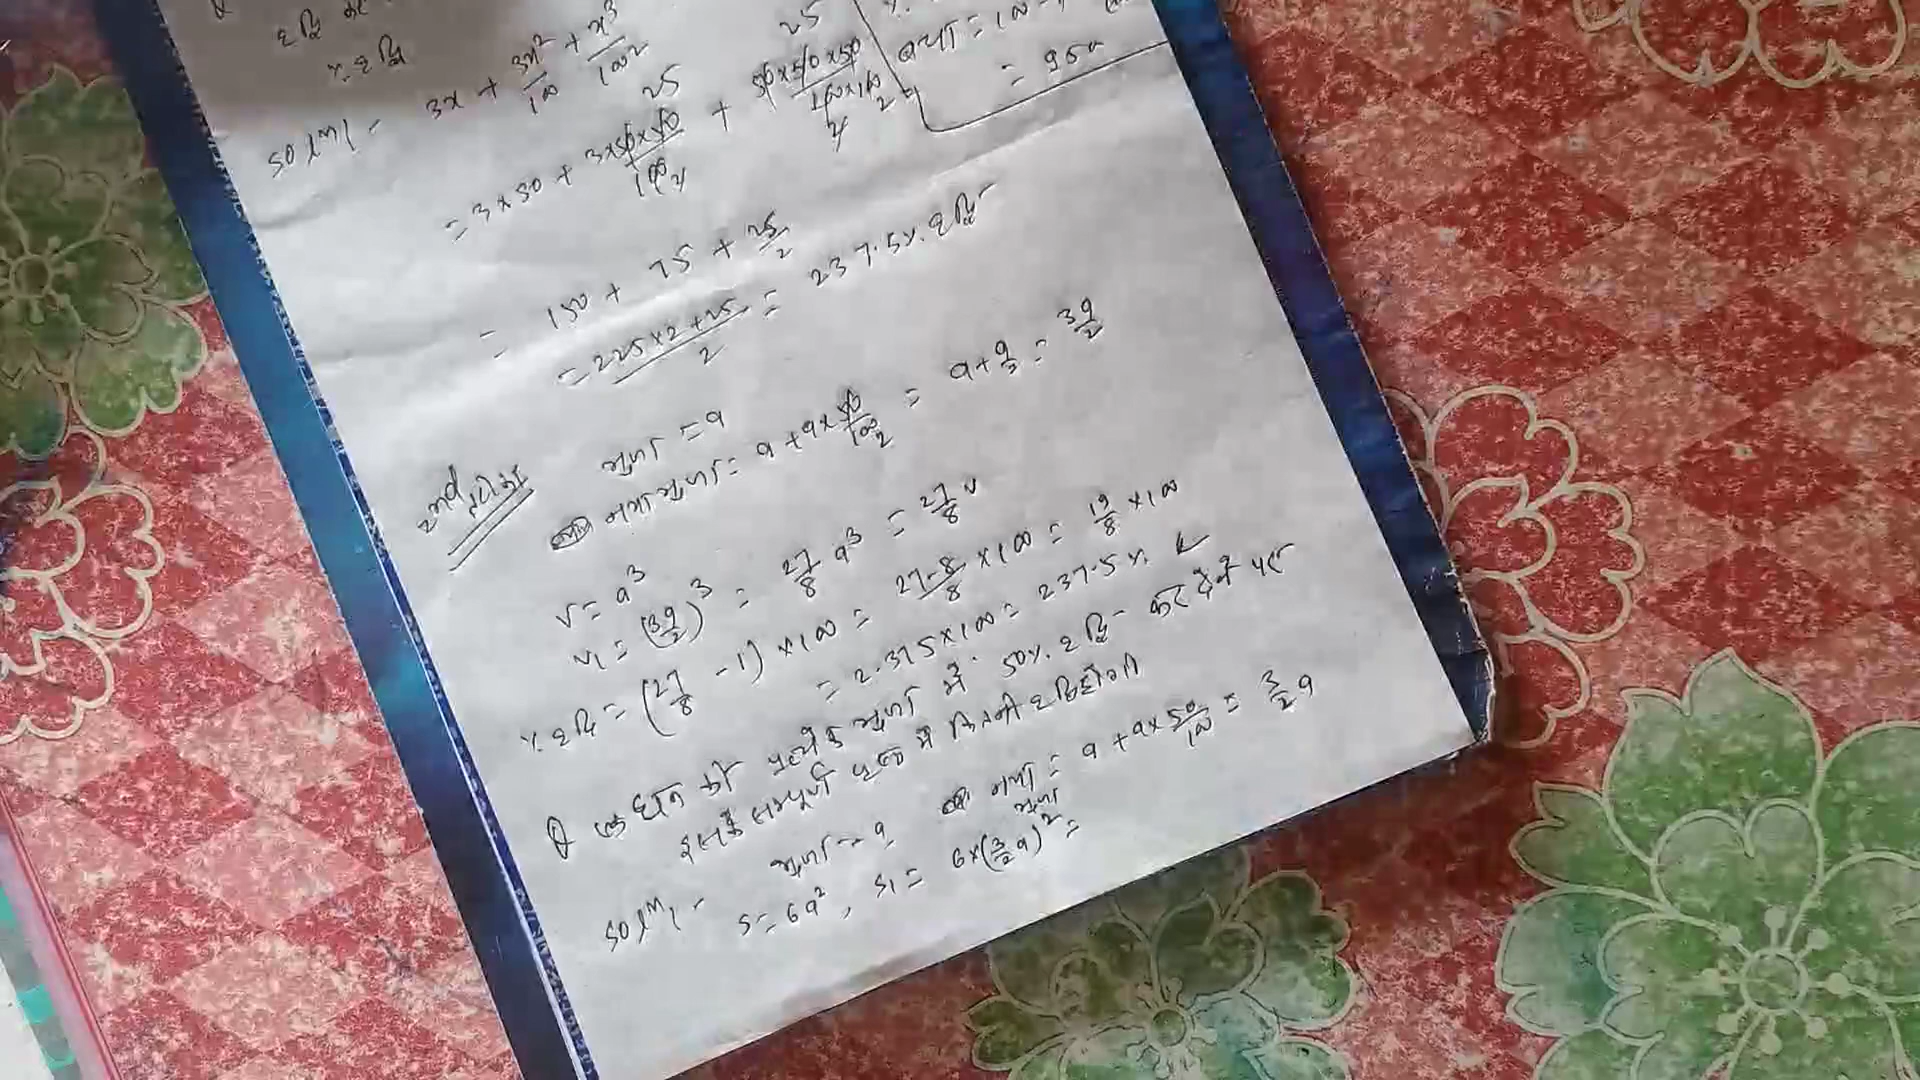 % वृद्धि
Solⁿ – 3x + 3x²/100 + x³/100²
= 3×50 + 3×50×50/100 + 50×50×50/100×100
= 150 + 75 + 25/2
= 225×2+25/2 = 237.5% वृद्धि
= 950
भुजा = a
नया भुजा = a + a×50/100 = a + a/2 = 3a/2
v = a³
v₁ = (3a/2)³ = 27/8 a³ = 27/8 v
% वृद्धि = (27/8 − 1) × 100 = 27−8/8 × 100 = 19/8 × 100
= 2.375×100 = 237.5%
Q एक घन की प्रत्येक भुजा में 50% वृद्धि कर देने पर
इसके सम्पूर्ण पृष्ठ में कितनी वृद्धि होगी
Solⁿ – भुजा = a नया भुजा = a + a×50/100 = 3/2 a
S = 6a², S₁ = 6×(3/2 a)² =